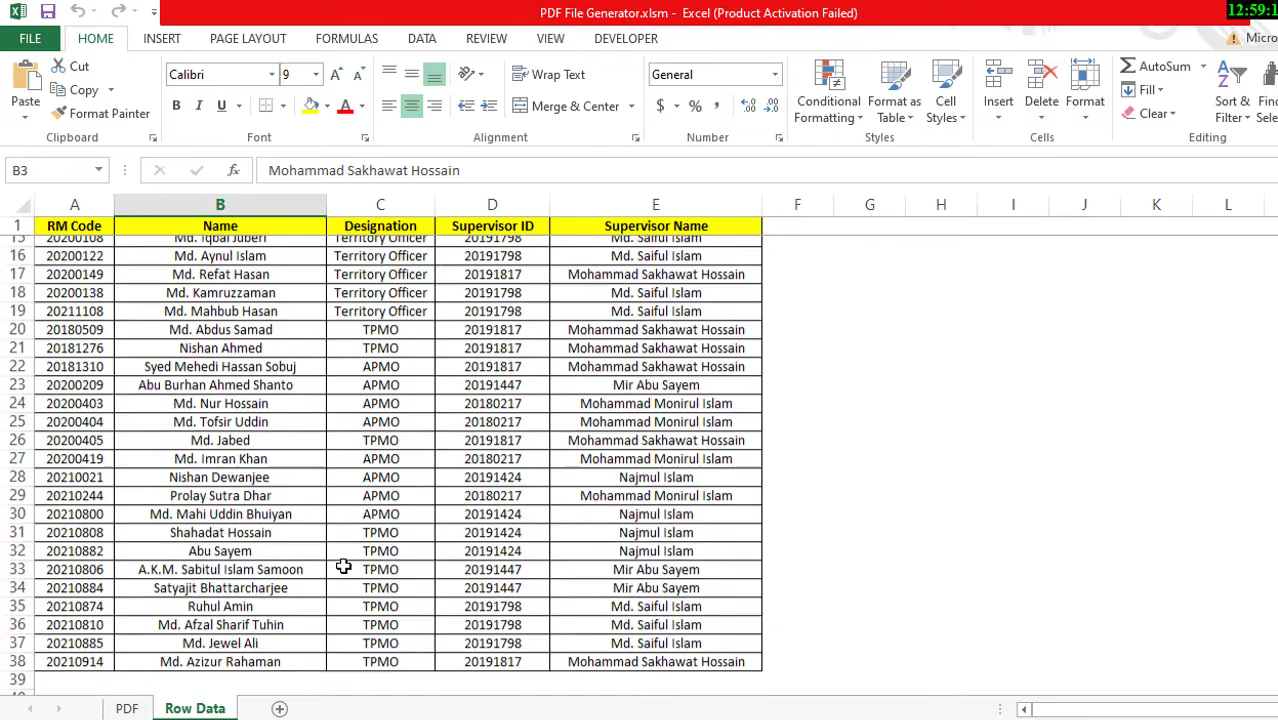 PDF File Generator.xlsm - Excel (Product Activation Failed)
12:59:1
FILE HOME INSERT PAGE LAYOUT FORMULAS DATA REVIEW VIEW DEVELOPER Micro
Paste Cut Copy Format Painter Clipboard
Calibri 9 B I U Font
Wrap Text Merge & Center Alignment
General $ % , Number
Conditional Formatting Format as Table Cell Styles Styles
Insert Delete Format Cells
AutoSum Fill Clear Sort & Filter Editing
B3 fx Mohammad Sakhawat Hossain
A B C D E F G H I J K L
1 RM Code Name Designation Supervisor ID Supervisor Name
15 20200108 Md. Iqbal Juberi Territory Officer 20191798 Md. Saiful Islam
16 20200122 Md. Aynul Islam Territory Officer 20191798 Md. Saiful Islam
17 20200149 Md. Refat Hasan Territory Officer 20191817 Mohammad Sakhawat Hossain
18 20200138 Md. Kamruzzaman Territory Officer 20191798 Md. Saiful Islam
19 20211108 Md. Mahbub Hasan Territory Officer 20191798 Md. Saiful Islam
20 20180509 Md. Abdus Samad TPMO 20191817 Mohammad Sakhawat Hossain
21 20181276 Nishan Ahmed TPMO 20191817 Mohammad Sakhawat Hossain
22 20181310 Syed Mehedi Hassan Sobuj APMO 20191817 Mohammad Sakhawat Hossain
23 20200209 Abu Burhan Ahmed Shanto APMO 20191447 Mir Abu Sayem
24 20200403 Md. Nur Hossain APMO 20180217 Mohammad Monirul Islam
25 20200404 Md. Tofsir Uddin APMO 20180217 Mohammad Monirul Islam
26 20200405 Md. Jabed TPMO 20191817 Mohammad Sakhawat Hossain
27 20200419 Md. Imran Khan APMO 20180217 Mohammad Monirul Islam
28 20210021 Nishan Dewanjee APMO 20191424 Najmul Islam
29 20210244 Prolay Sutra Dhar APMO 20180217 Mohammad Monirul Islam
30 20210800 Md. Mahi Uddin Bhuiyan APMO 20191424 Najmul Islam
31 20210808 Shahadat Hossain TPMO 20191424 Najmul Islam
32 20210882 Abu Sayem TPMO 20191424 Najmul Islam
33 20210806 A.K.M. Sabitul Islam Samoon TPMO 20191447 Mir Abu Sayem
34 20210884 Satyajit Bhattarcharjee TPMO 20191447 Mir Abu Sayem
35 20210874 Ruhul Amin TPMO 20191798 Md. Saiful Islam
36 20210810 Md. Afzal Sharif Tuhin TPMO 20191798 Md. Saiful Islam
37 20210885 Md. Jewel Ali TPMO 20191798 Md. Saiful Islam
38 20210914 Md. Azizur Rahaman TPMO 20191817 Mohammad Sakhawat Hossain
39
PDF Row Data